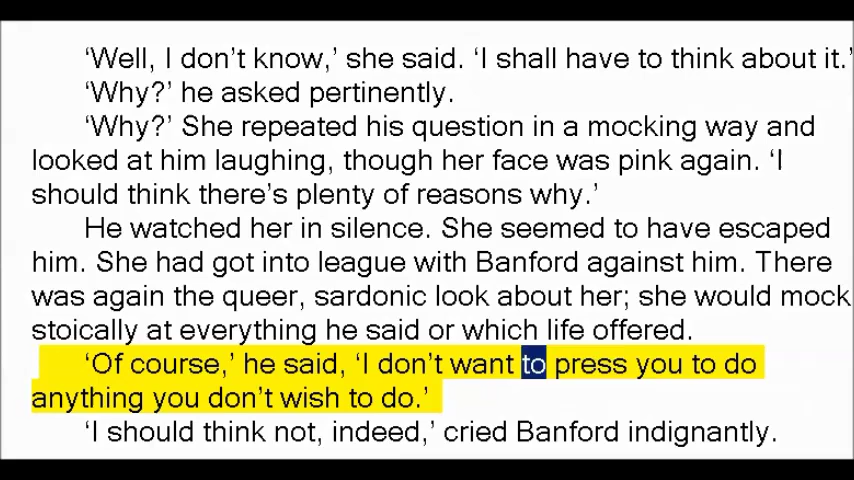 ‘Well, I don’t know,’ she said. ‘I shall have to think about it.’
‘Why?’ he asked pertinently.
‘Why?’ She repeated his question in a mocking way and
looked at him laughing, though her face was pink again. ‘I
should think there’s plenty of reasons why.’
He watched her in silence. She seemed to have escaped
him. She had got into league with Banford against him. There
was again the queer, sardonic look about her; she would mock
stoically at everything he said or which life offered.
‘Of course,’ he said, ‘I don’t want to press you to do
anything you don’t wish to do.’
‘I should think not, indeed,’ cried Banford indignantly.